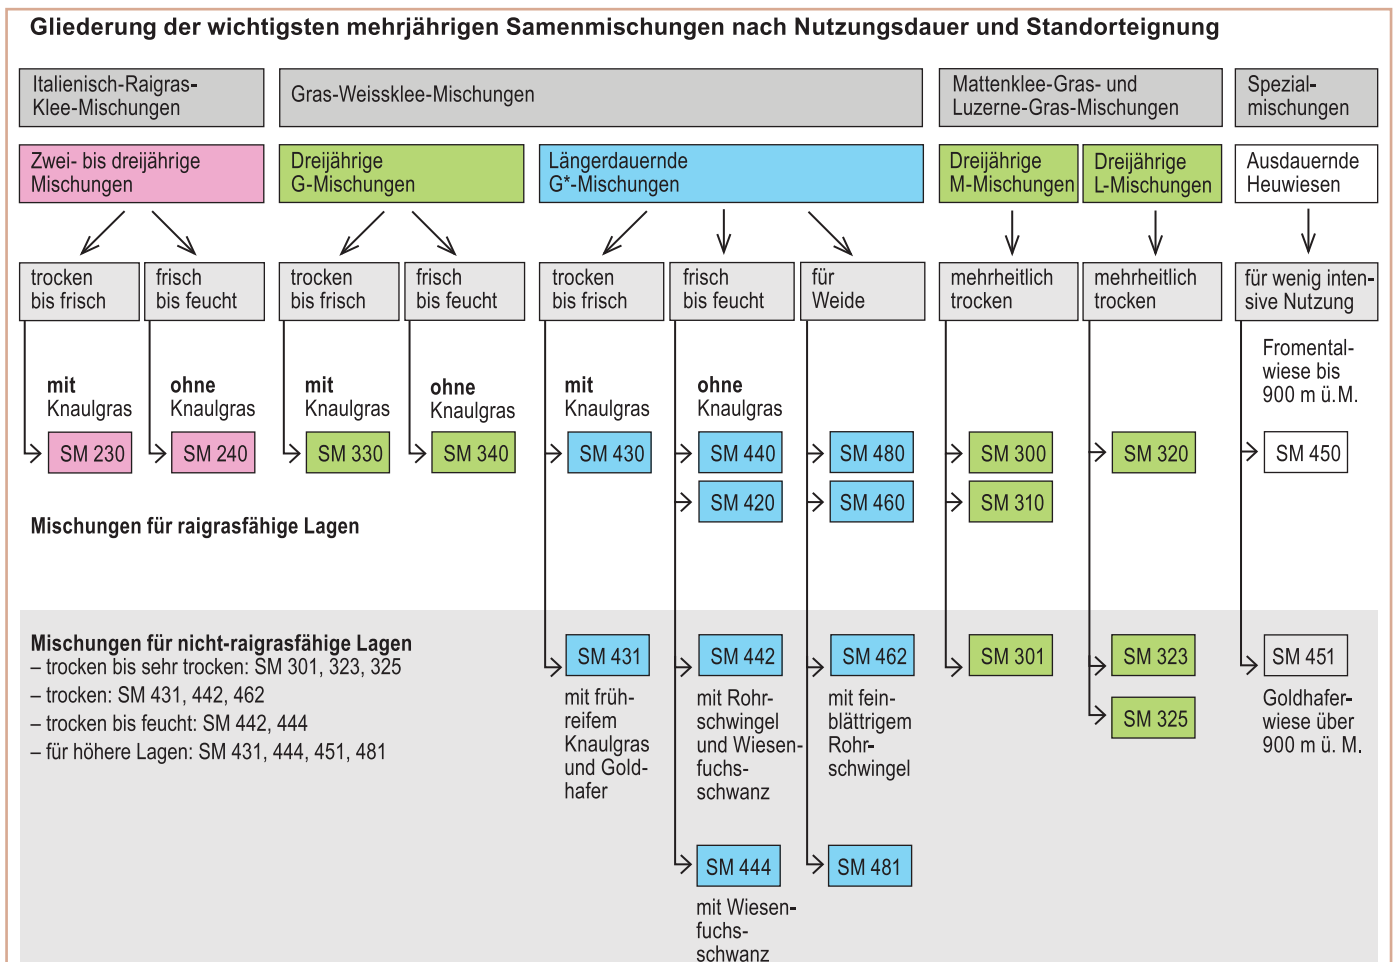 Gliederung der wichtigsten mehrjährigen Samenmischungen nach Nutzungsdauer und Standorteignung
Italienisch-Raigras-
Klee-Mischungen
Gras-Weissklee-Mischungen
Mattenklee-Gras- und
Luzerne-Gras-Mischungen
Spezial-
mischungen
Zwei- bis dreijährige
Mischungen
Dreijährige
G-Mischungen
Längerdauernde
G*-Mischungen
Dreijährige
M-Mischungen
Dreijährige
L-Mischungen
Ausdauernde
Heuwiesen
trocken
bis frisch
frisch
bis feucht
trocken
bis frisch
frisch
bis feucht
trocken
bis frisch
frisch
bis feucht
für
Weide
mehrheitlich
trocken
mehrheitlich
trocken
für wenig inten-
sive Nutzung
mit
Knaulgras
ohne
Knaulgras
mit
Knaulgras
ohne
Knaulgras
mit
Knaulgras
ohne
Knaulgras
Fromental-
wiese bis
900 m ü.M.
SM 230
SM 240
SM 330
SM 340
SM 430
SM 440
SM 480
SM 300
SM 320
SM 450
SM 420
SM 460
SM 310
Mischungen für raigrasfähige Lagen
Mischungen für nicht-raigrasfähige Lagen
– trocken bis sehr trocken: SM 301, 323, 325
– trocken: SM 431, 442, 462
– trocken bis feucht: SM 442, 444
– für höhere Lagen: SM 431, 444, 451, 481
SM 431
mit früh-
reifem
Knaulgras
und Gold-
hafer
SM 442
mit Rohr-
schwingel
und Wiesen-
fuchs-
schwanz
SM 462
mit fein-
blättrigem
Rohr-
schwingel
SM 301
SM 323
SM 325
SM 451
Goldhafer-
wiese über
900 m ü. M.
SM 444
mit Wiesen-
fuchs-
schwanz
SM 481